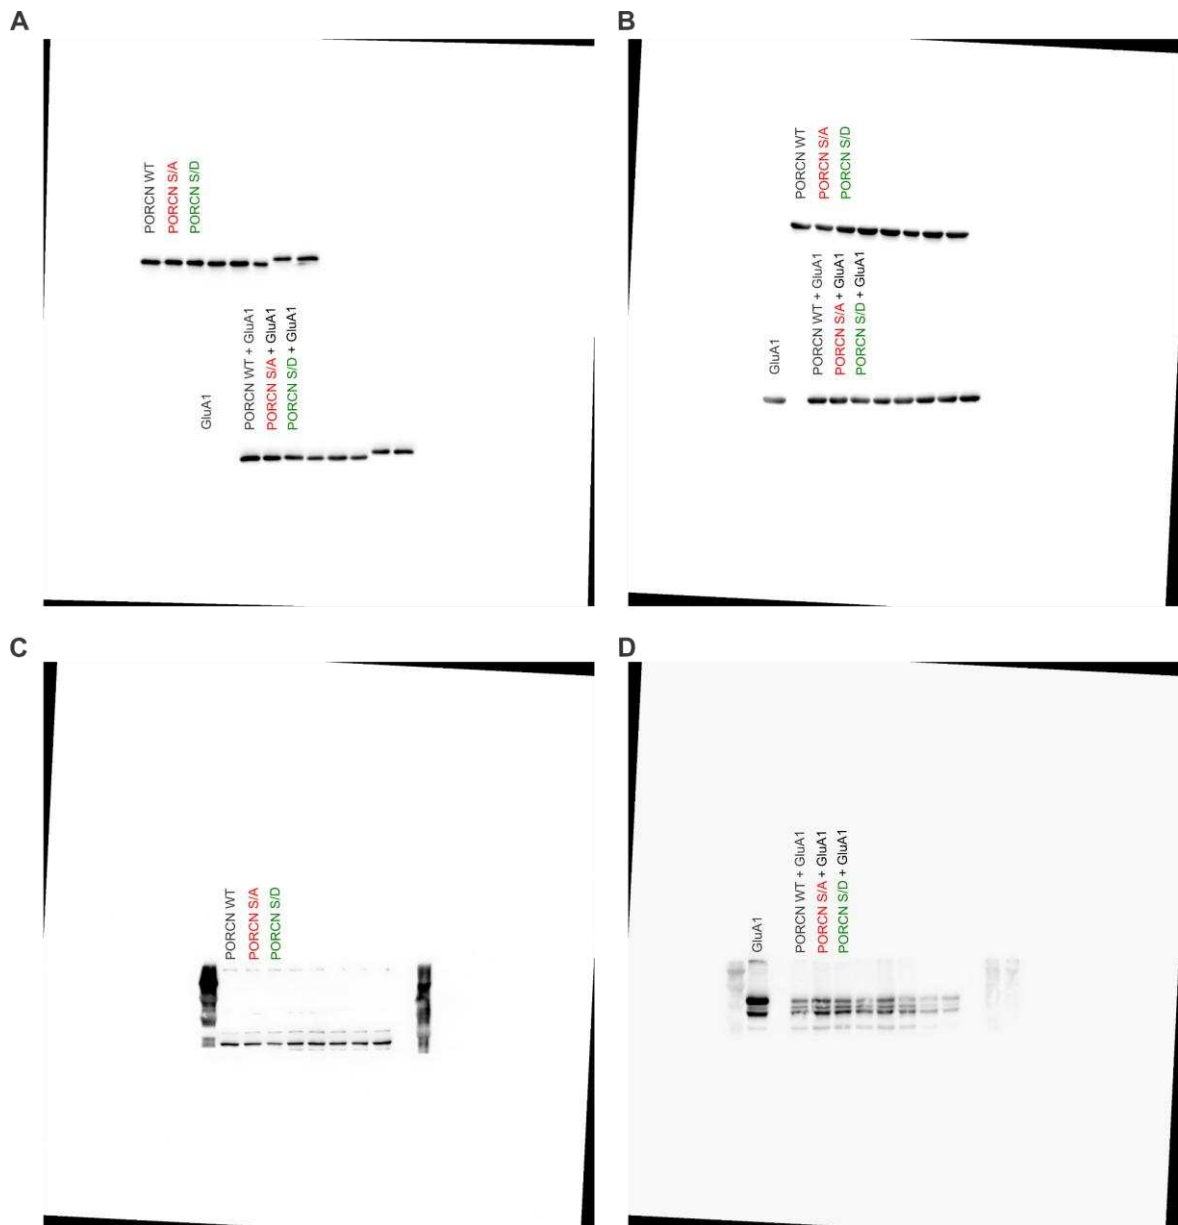 A
PORCN WT
PORCN S/A
PORCN S/D
GluA1
PORCN WT + GluA1
PORCN S/A + GluA1
PORCN S/D + GluA1
B
PORCN WT
PORCN S/A
PORCN S/D
GluA1
PORCN WT + GluA1
PORCN S/A + GluA1
PORCN S/D + GluA1
C
PORCN WT
PORCN S/A
PORCN S/D
D
GluA1
PORCN WT + GluA1
PORCN S/A + GluA1
PORCN S/D + GluA1